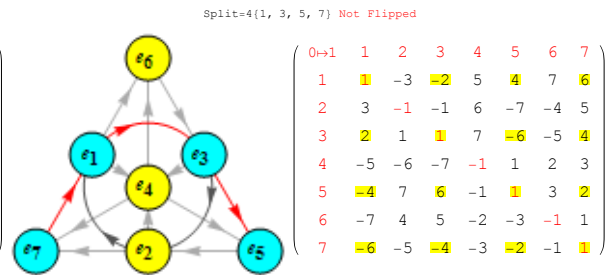 Split=4{1, 3, 5, 7} Not Flipped
e6
e1
e3
e4
e7
e2
e5
0↦1 1 2 3 4 5 6 7
1 1 -3 -2 5 4 7 6
2 3 -1 -1 6 -7 -4 5
3 2 1 1 7 -6 -5 4
4 -5 -6 -7 -1 1 2 3
5 -4 7 6 -1 1 3 2
6 -7 4 5 -2 -3 -1 1
7 -6 -5 -4 -3 -2 -1 1